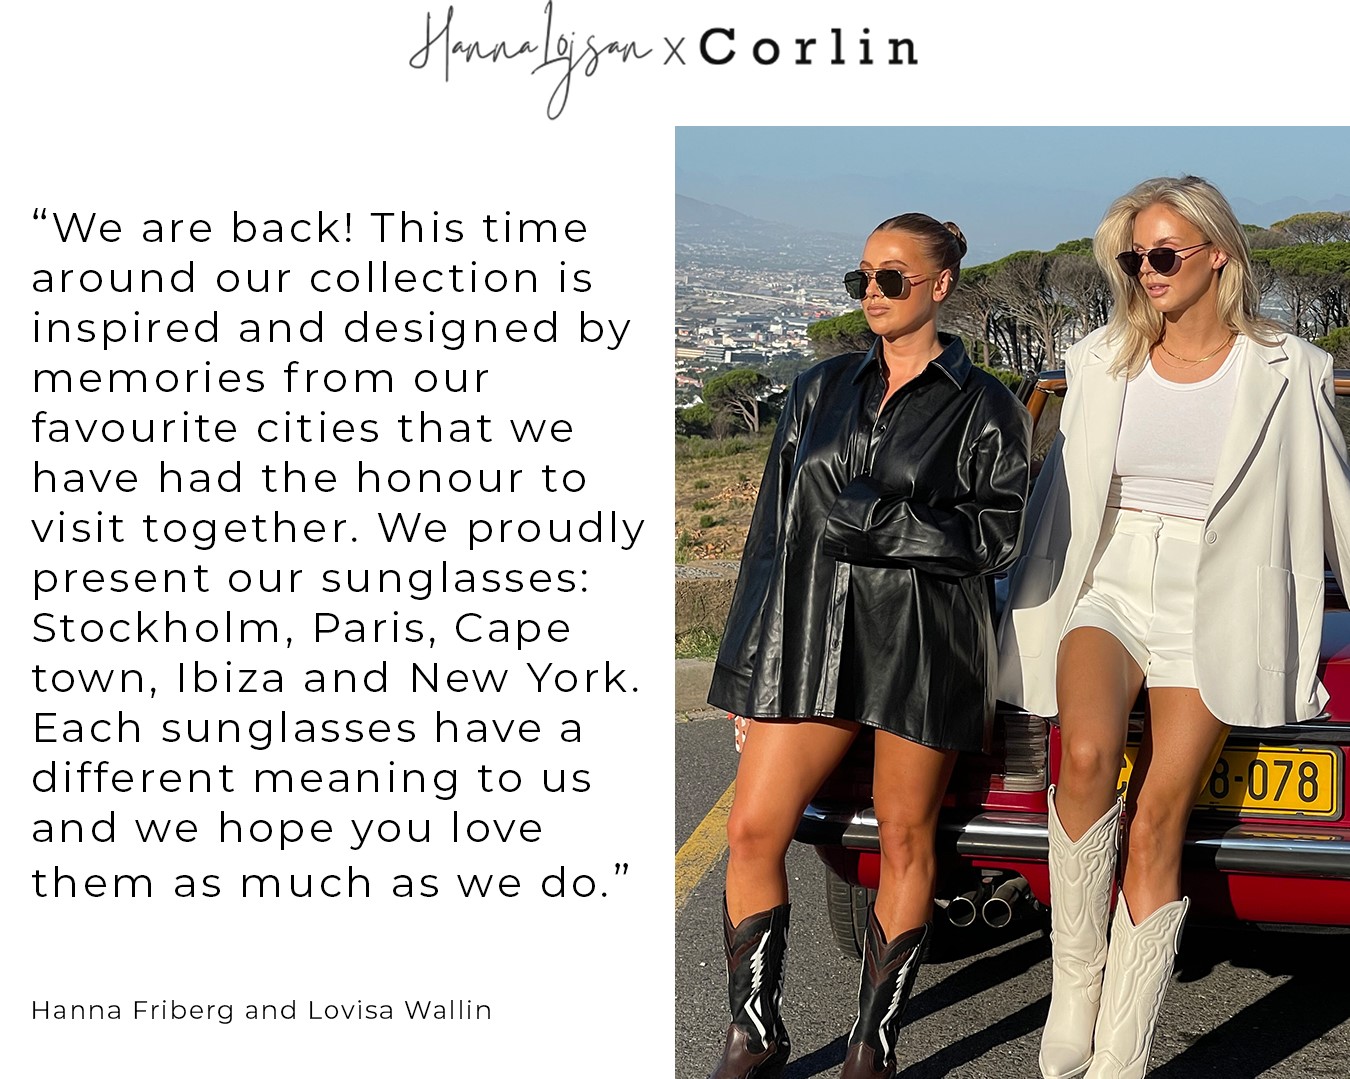 HannaLojsan x Corlin
“We are back! This time
around our collection is
inspired and designed by
memories from our
favourite cities that we
have had the honour to
visit together. We proudly
present our sunglasses:
Stockholm, Paris, Cape
town, Ibiza and New York.
Each sunglasses have a
different meaning to us
and we hope you love
them as much as we do.”
Hanna Friberg and Lovisa Wallin
8-078